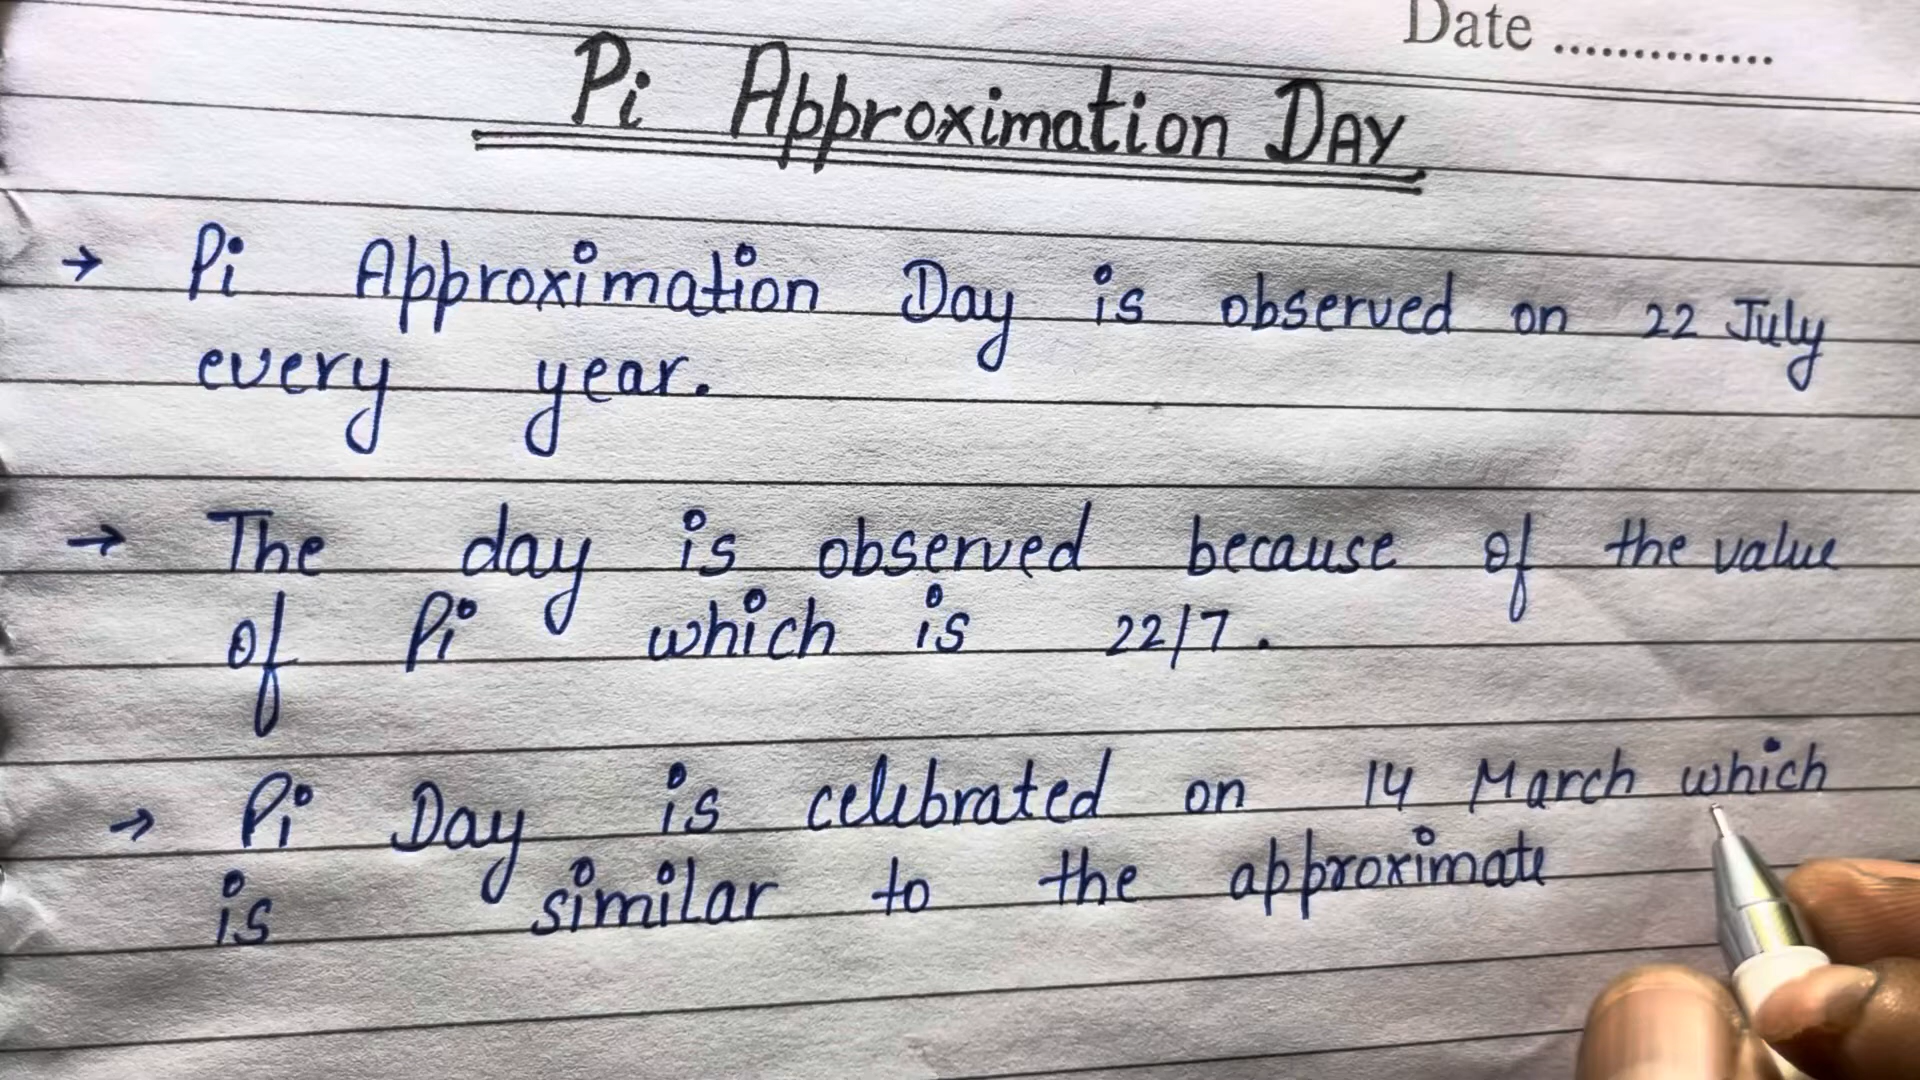 Date ..............
Pi Approximation DAY
→ Pi Approximation Day is observed on 22 July
every year.
→ The day is observed because of the value
of Pi which is 22/7.
→ Pi Day is celebrated on 14 March which
is similar to the approximate